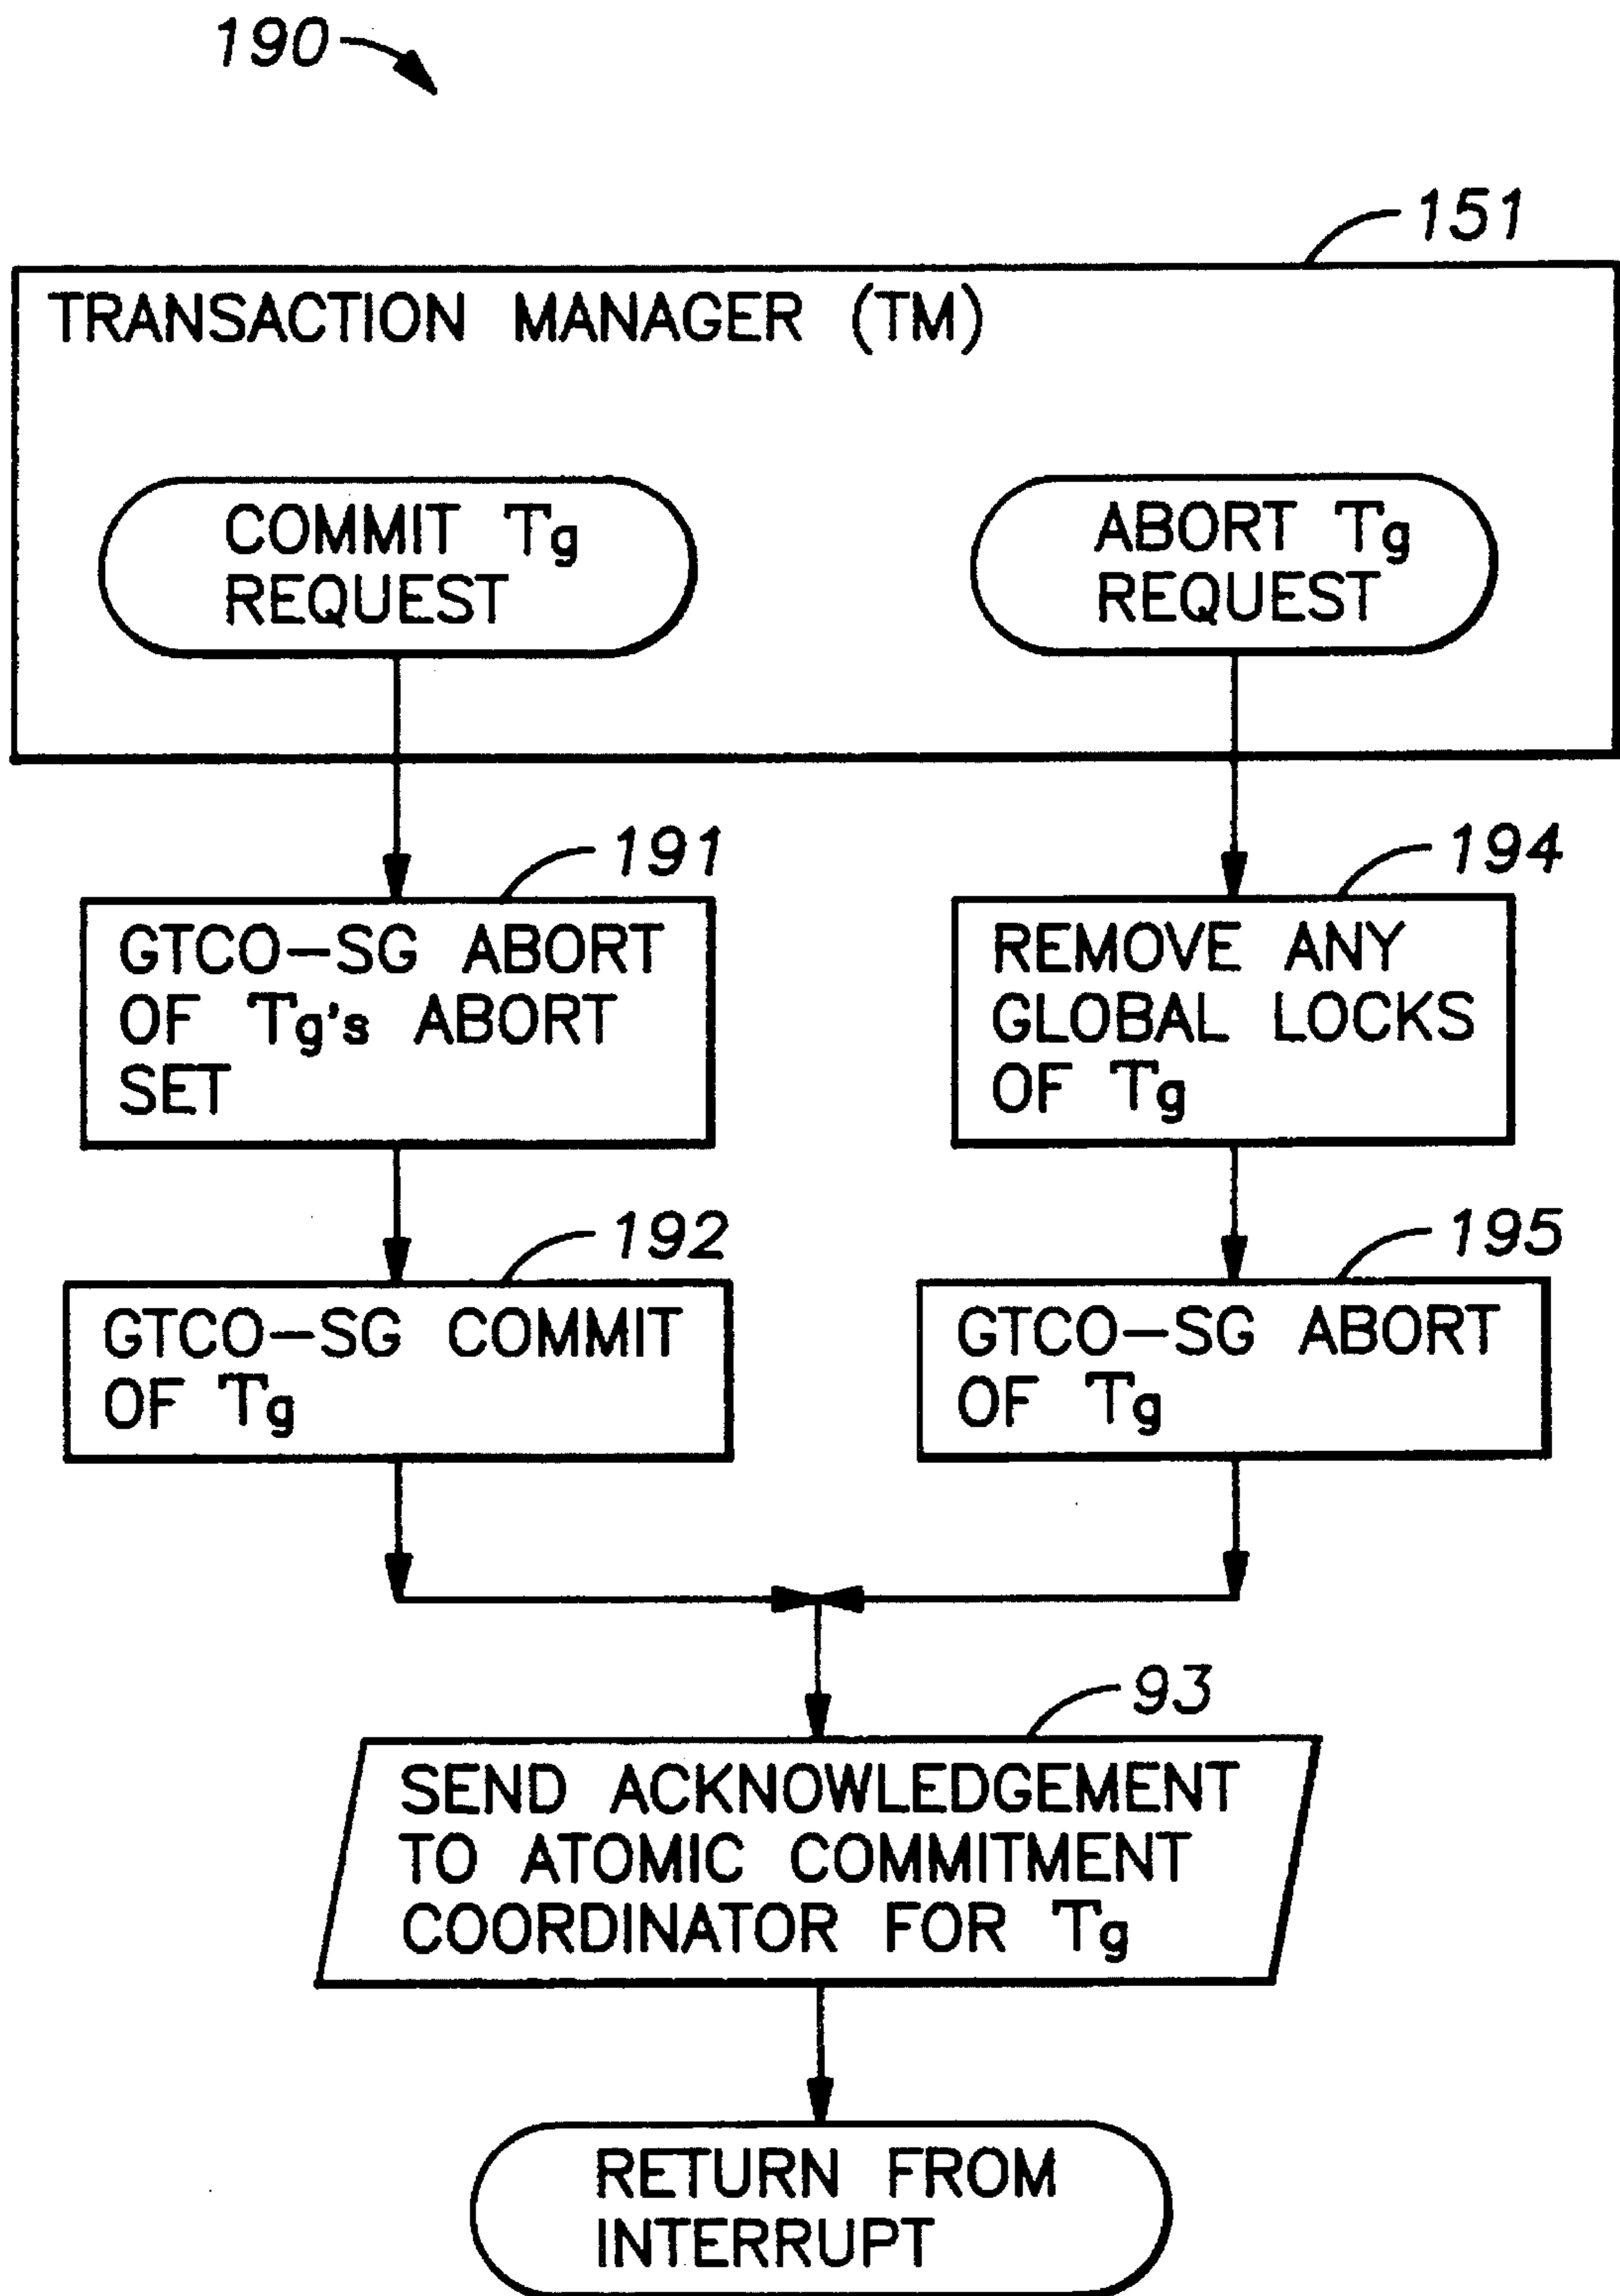 190
151
TRANSACTION MANAGER (TM)
COMMIT Tg
REQUEST
ABORT Tg
REQUEST
191
GTCO-SG ABORT
OF Tg's ABORT
SET
194
REMOVE ANY
GLOBAL LOCKS
OF Tg
192
GTCO-SG COMMIT
OF Tg
195
GTCO-SG ABORT
OF Tg
93
SEND ACKNOWLEDGEMENT
TO ATOMIC COMMITMENT
COORDINATOR FOR Tg
RETURN FROM
INTERRUPT